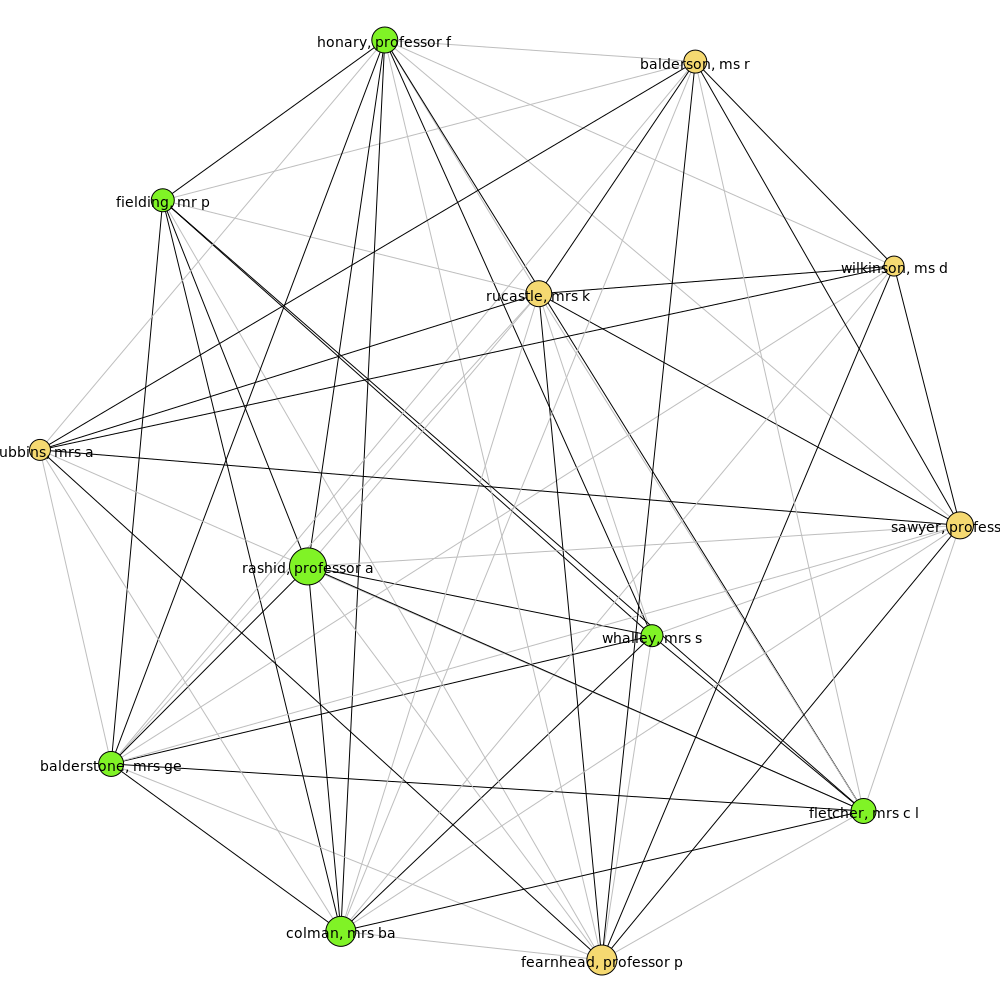 honary, professor f
balderson, ms r
fielding, mr p
wilkinson, ms d
rucastle, mrs k
ubbins, mrs a
sawyer, profess
rashid, professor a
whalley, mrs s
balderstone, mrs ge
fletcher, mrs c l
colman, mrs ba
fearnhead, professor p